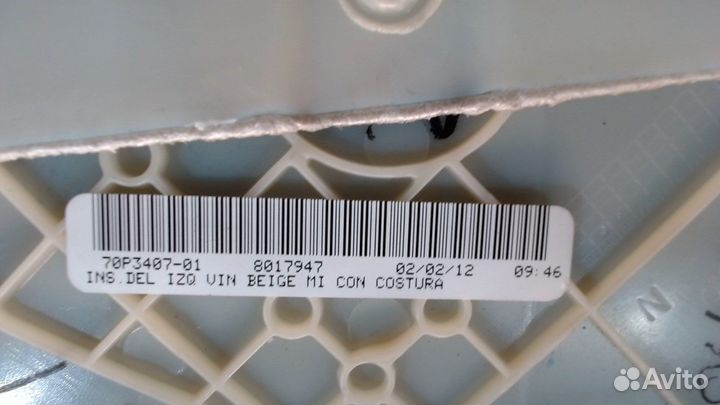 70P3407-01 8017947 02/02/12 09:46
INS.DEL IZQ VIN BEIGE MI CON COSTURA
N
Avito